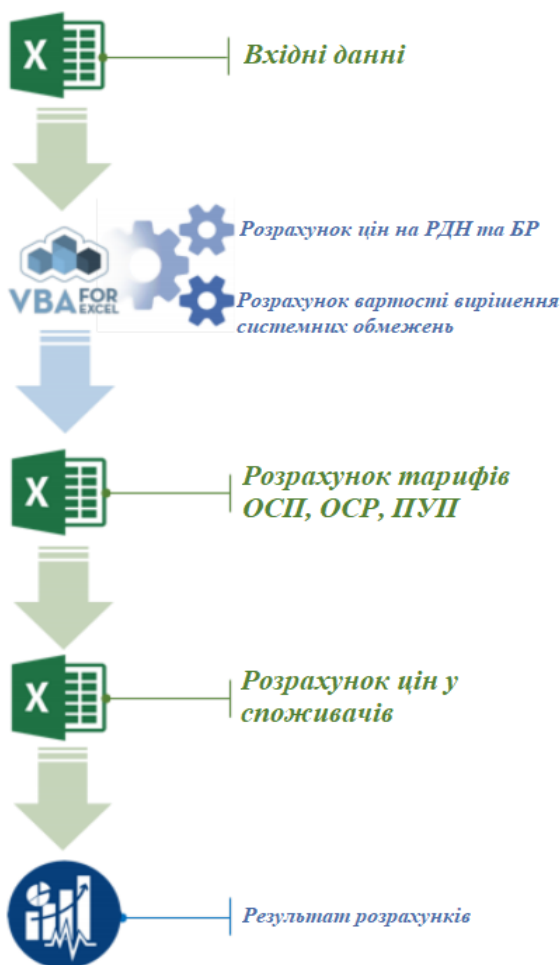 X
Вхідні данні
Розрахунок цін на РДН та БР
VBA FOR EXCEL
Розрахунок вартості вирішення
системних обмежень
X
Розрахунок тарифів
ОСП, ОСР, ПУП
X
Розрахунок цін у
споживачів
Результат розрахунків